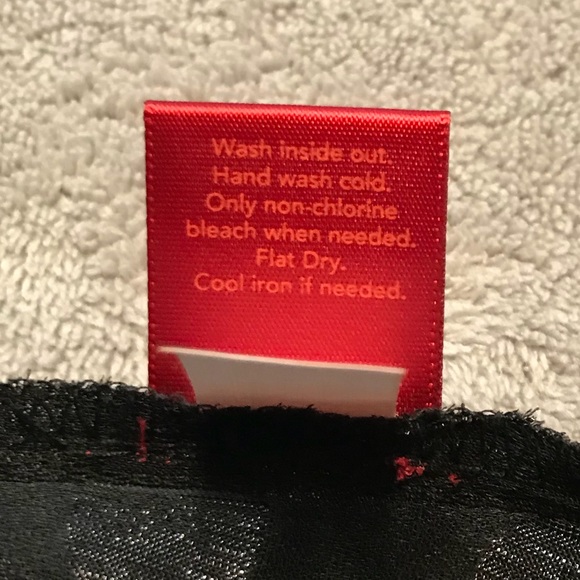 Wash inside out.
Hand wash cold.
Only non-chlorine
bleach when needed.
Flat Dry.
Cool iron if needed.